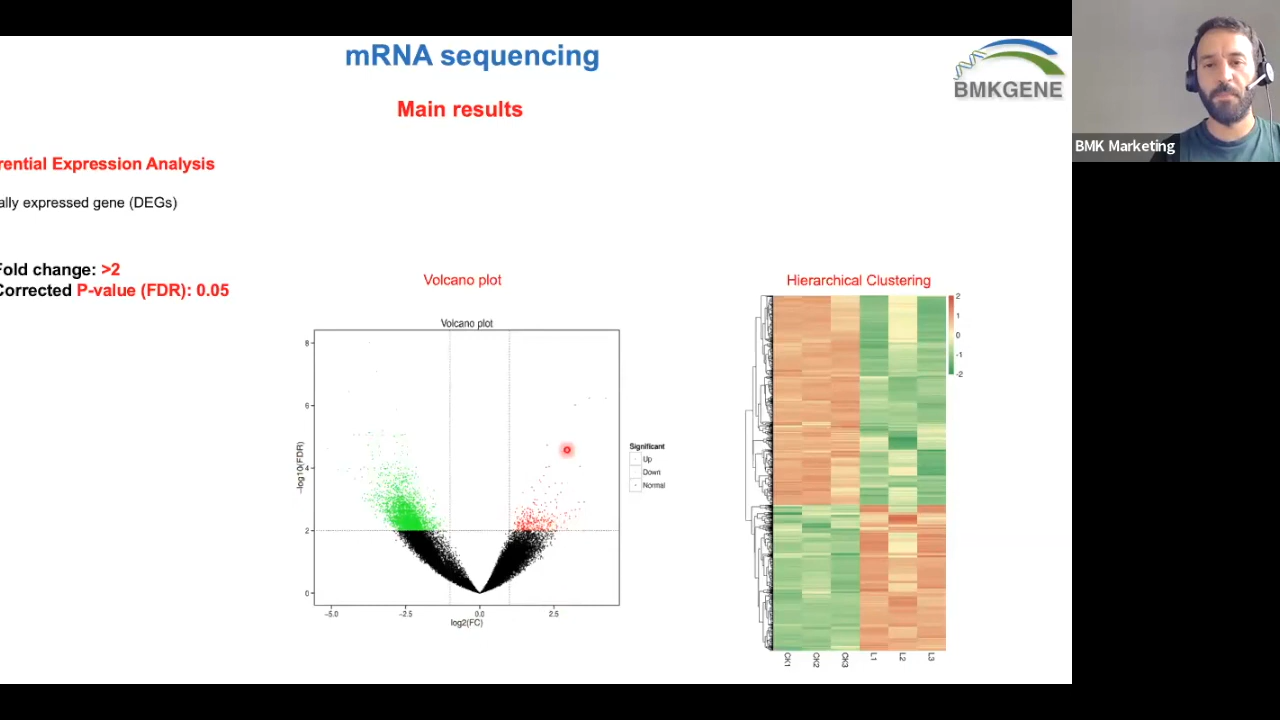 mRNA sequencing
BMKGENE
Main results
BMK Marketing
rential Expression Analysis
ally expressed gene (DEGs)
Fold change: >2
Corrected P-value (FDR): 0.05
Volcano plot
Volcano plot
8
6
4
2
0
-log10(FDR)
-5.0
-2.5
0.0
2.5
log2(FC)
Significant
Up
Down
Normal
Hierarchical Clustering
2
1
0
-1
-2
CK1
CK2
CK3
L1
L2
L3